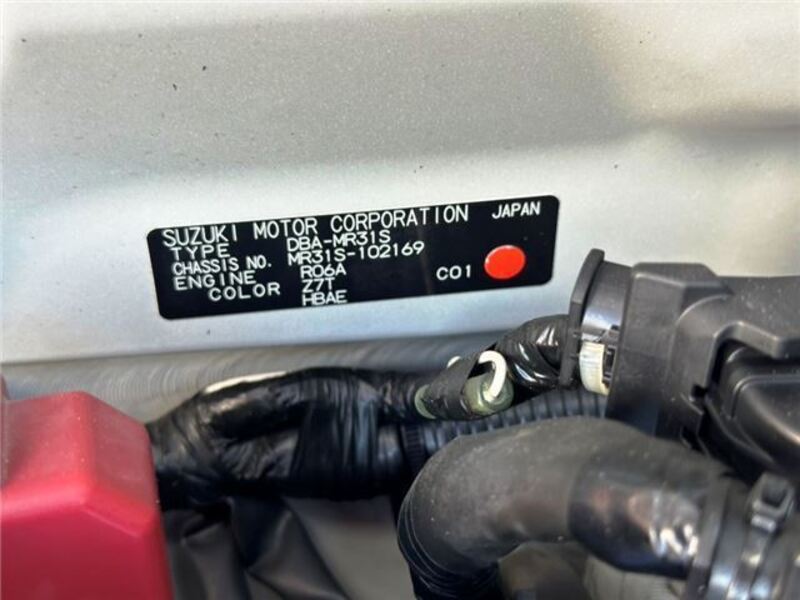 SUZUKI MOTOR CORPORATION JAPAN
TYPE DBA-MR31S
CHASSIS NO. MR31S-102169
ENGINE R06A
COLOR Z7T C01
HBAE